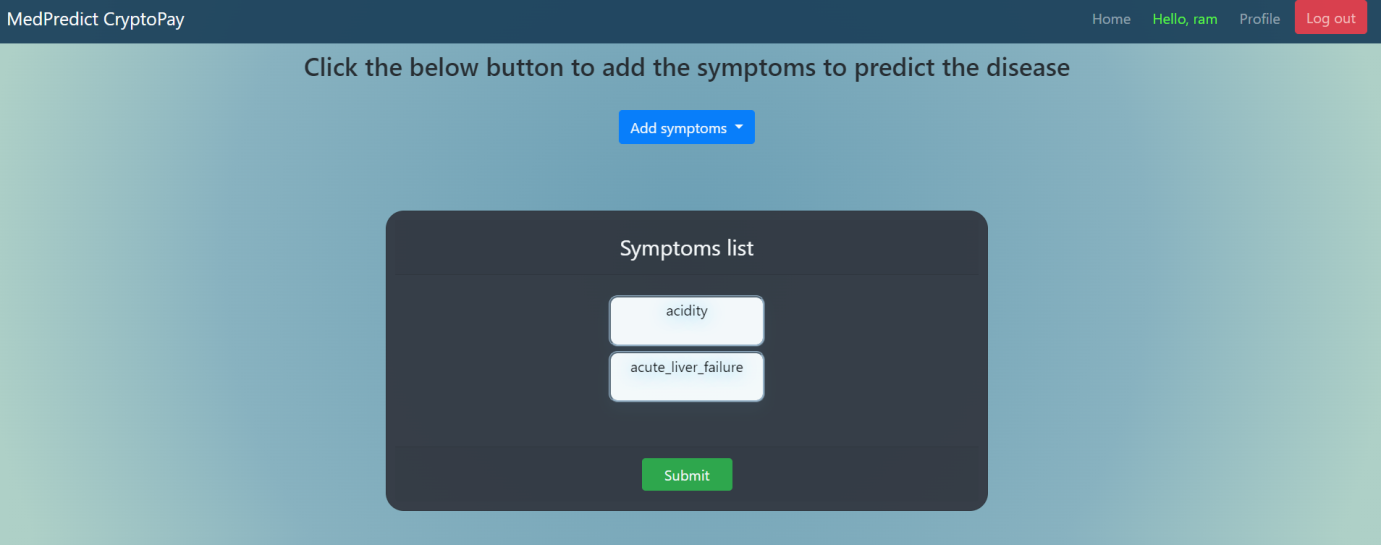 MedPredict CryptoPay Home Hello, ram Profile Log out
Click the below button to add the symptoms to predict the disease
Add symptoms
Symptoms list
acidity
acute_liver_failure
Submit